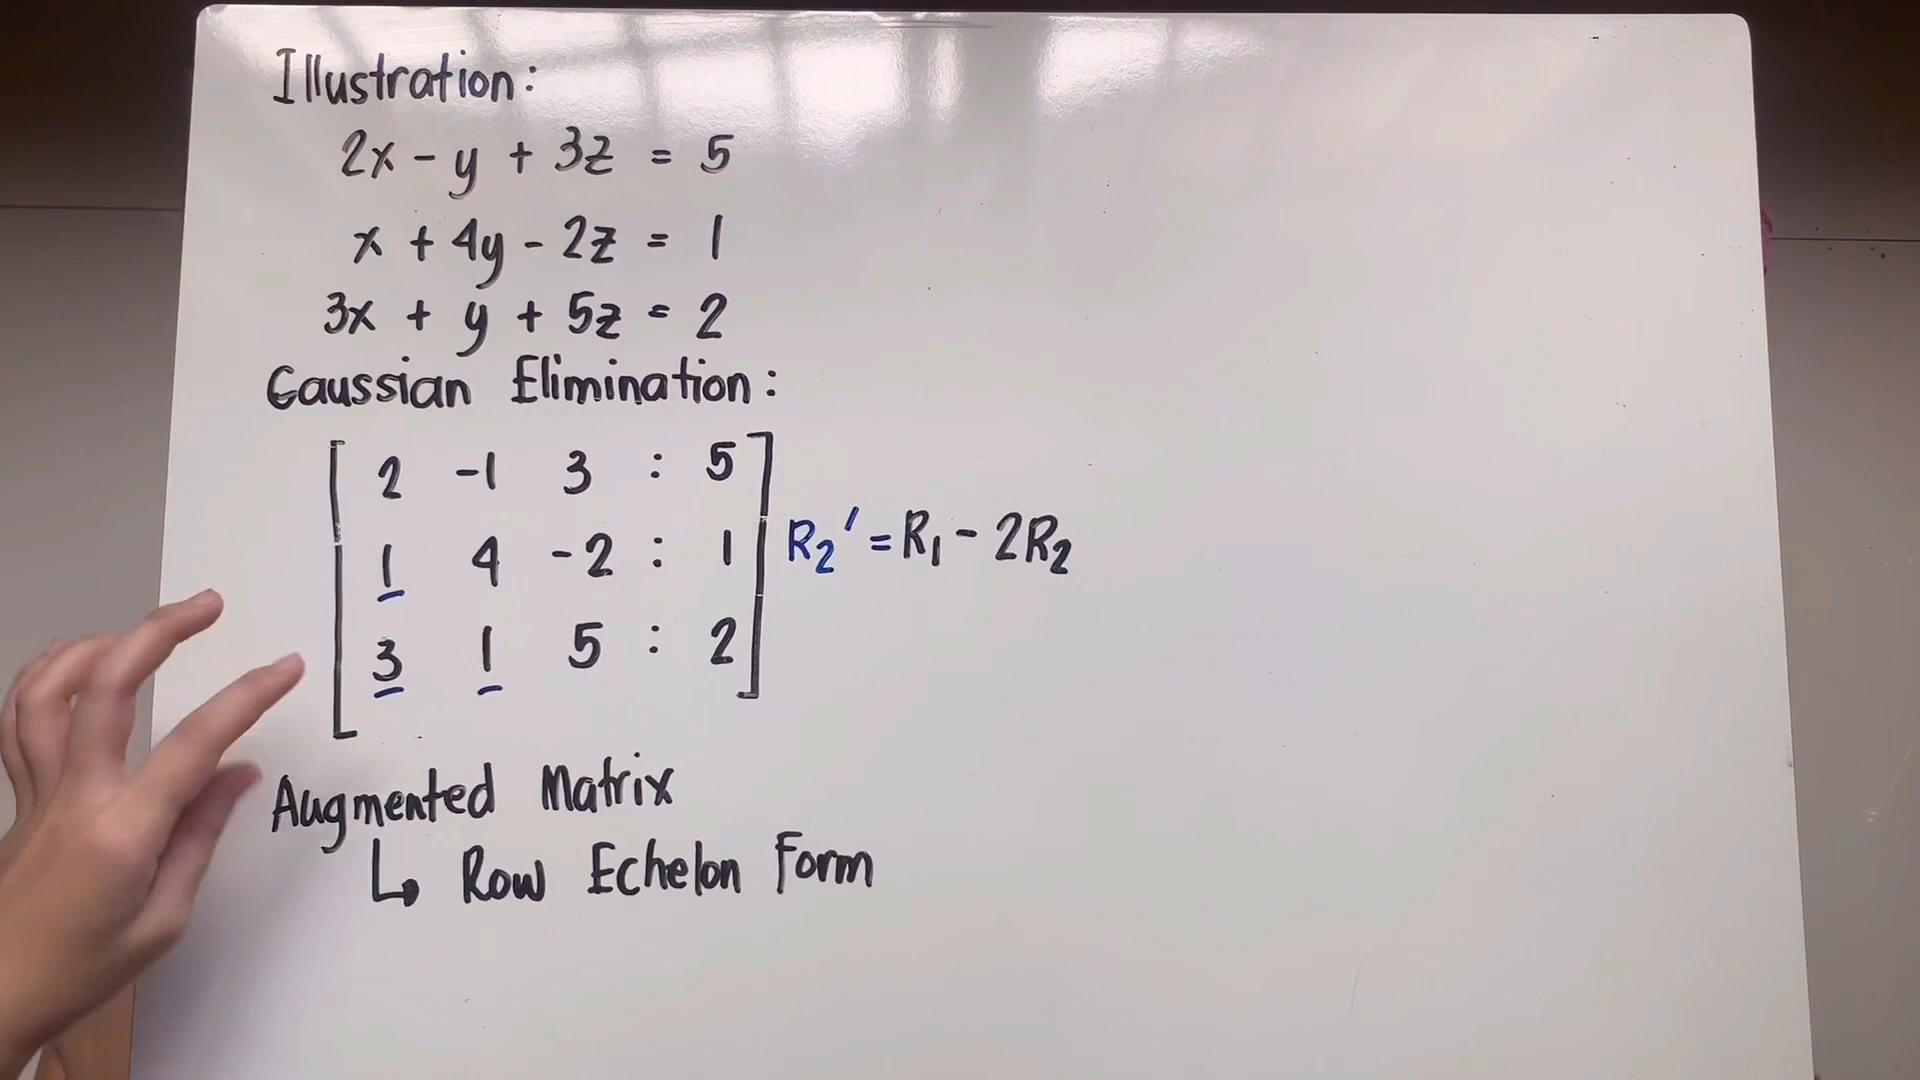 Illustration:
2x - y + 3z = 5
x + 4y - 2z = 1
3x + y + 5z = 2
Gaussian Elimination:
2 -1 3 : 5
1 4 -2 : 1 R₂' = R₁ - 2R₂
3 1 5 : 2
Augmented Matrix
↳ Row Echelon Form